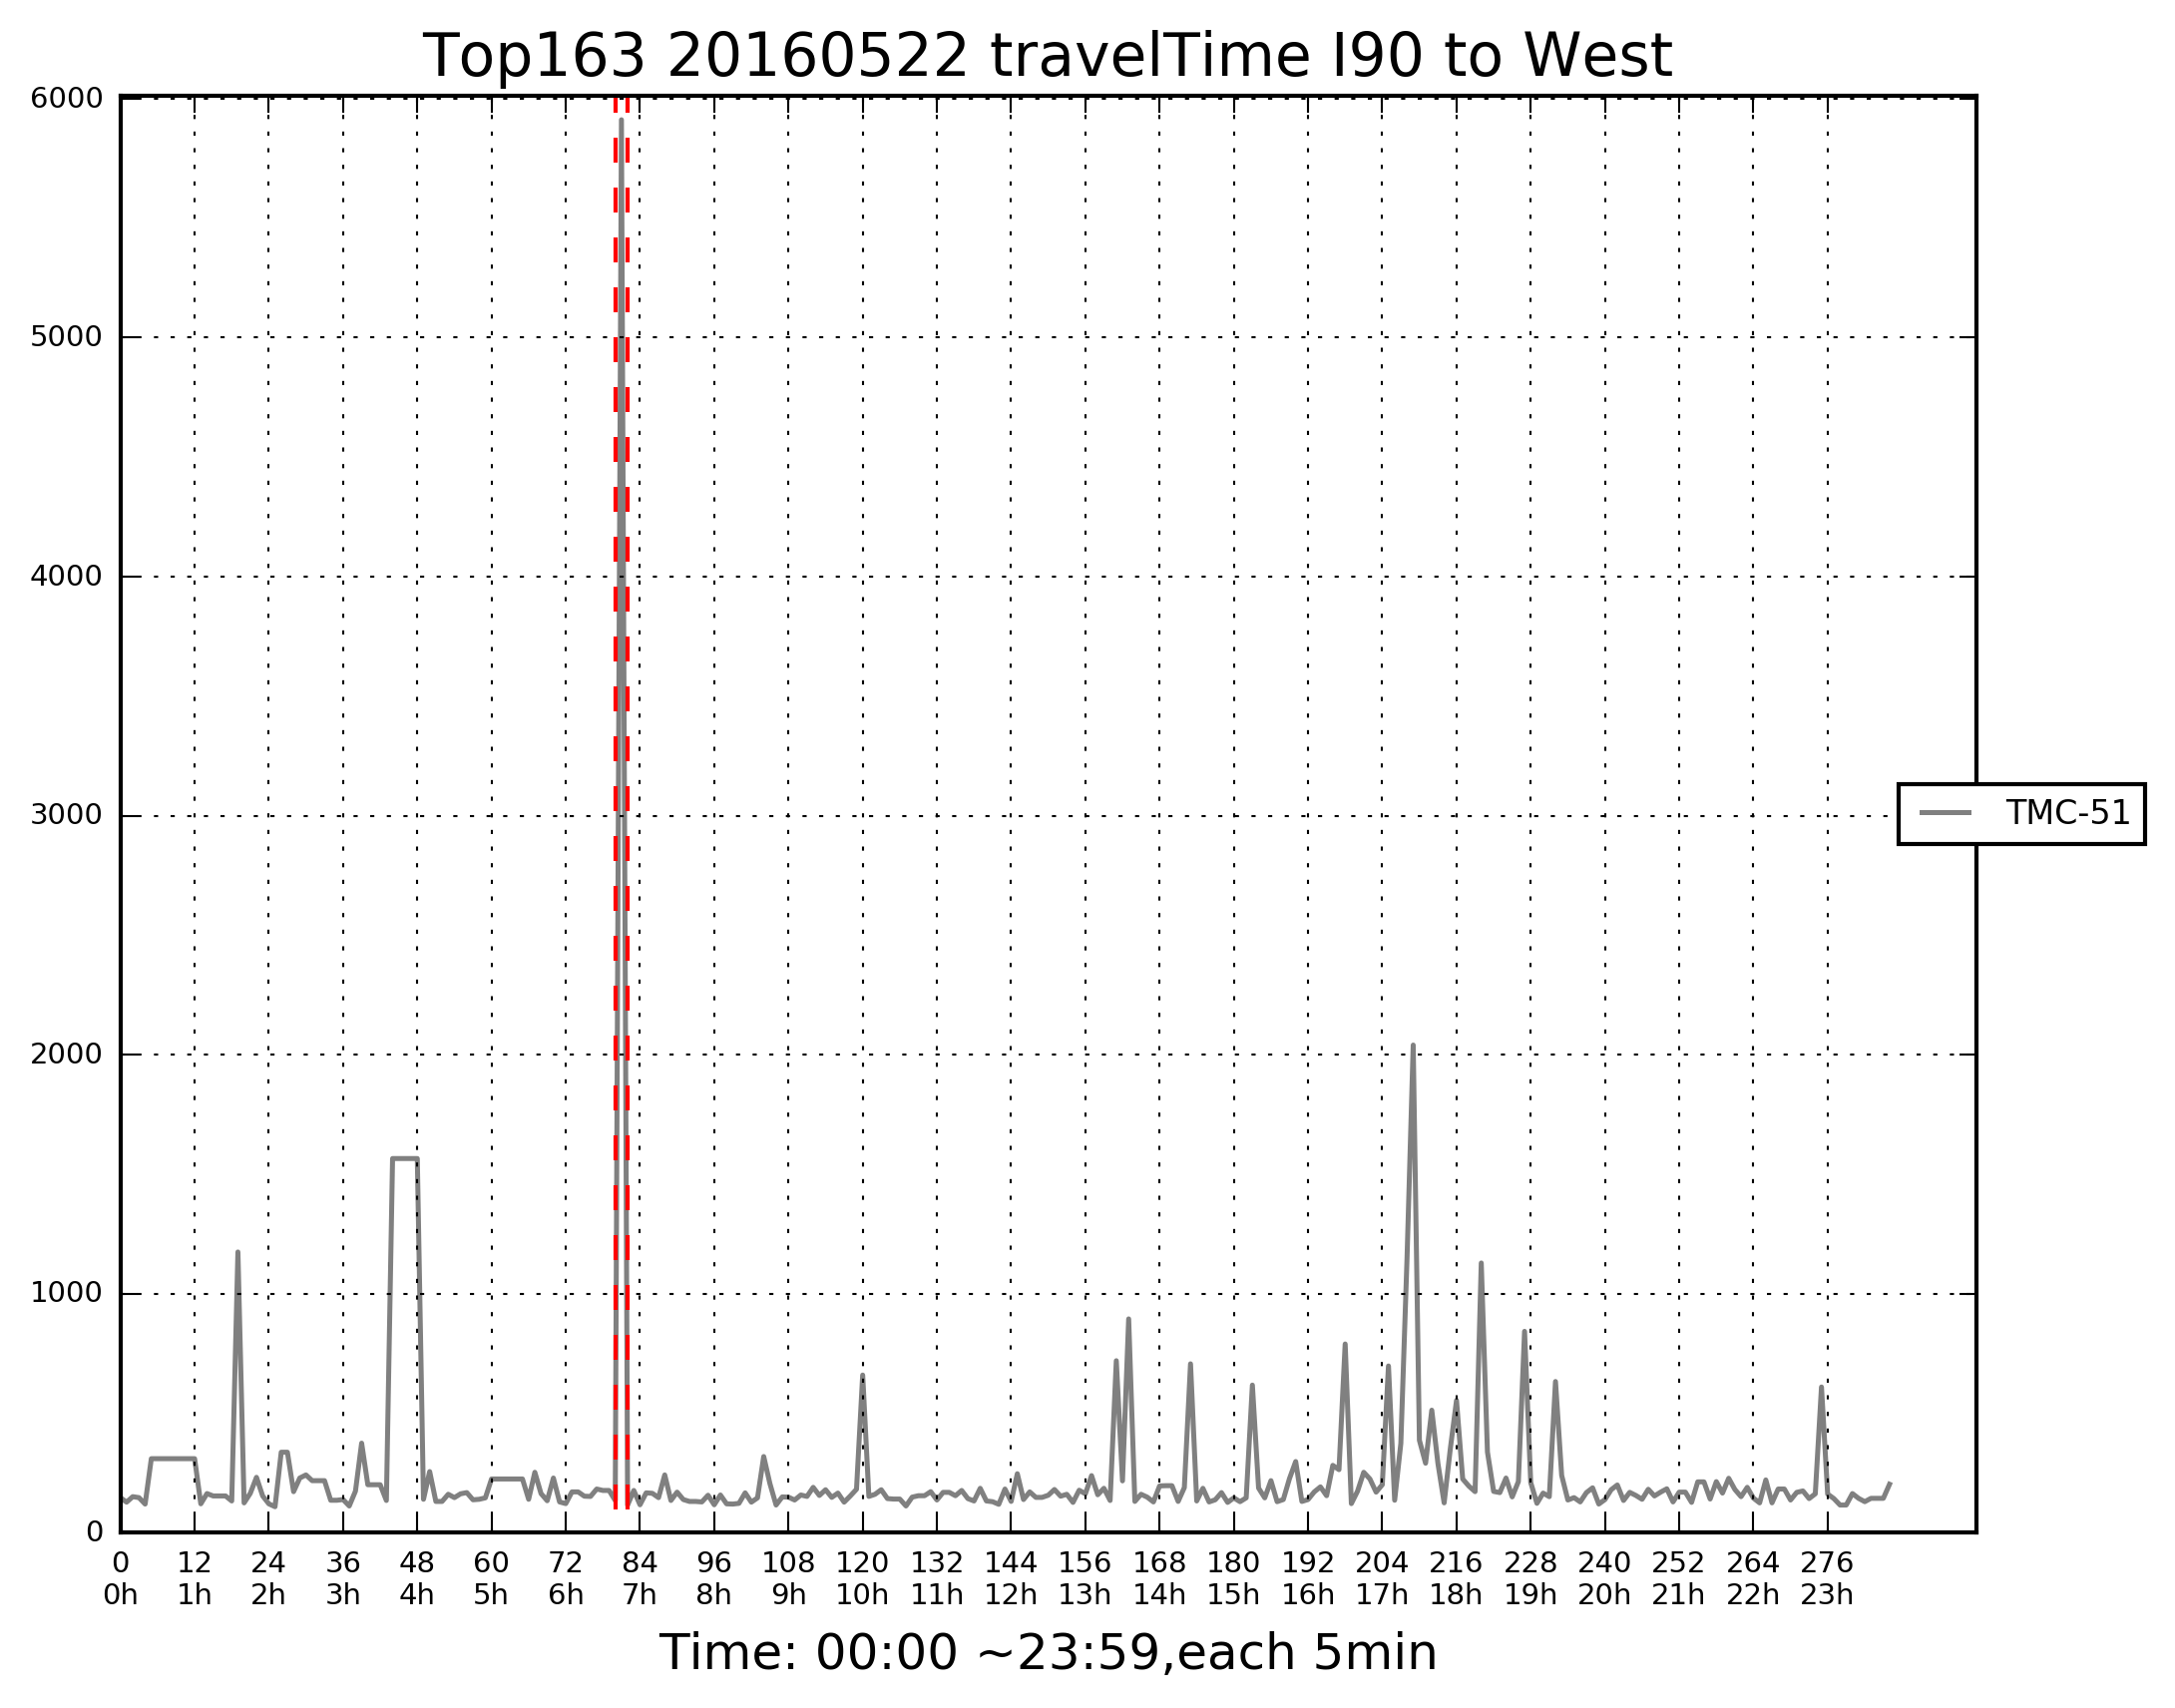 Top163 20160522 travelTime I90 to West
6000
5000
4000
3000
2000
1000
0
TMC-51
0 12 24 36 48 60 72 84 96 108 120 132 144 156 168 180 192 204 216 228 240 252 264 276
0h 1h 2h 3h 4h 5h 6h 7h 8h 9h 10h 11h 12h 13h 14h 15h 16h 17h 18h 19h 20h 21h 22h 23h
Time: 00:00 ~23:59,each 5min